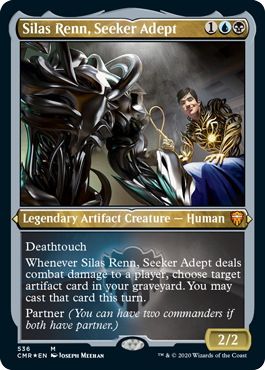 Silas Renn, Seeker Adept 1
Legendary Artifact Creature — Human
Deathtouch
Whenever Silas Renn, Seeker Adept deals
combat damage to a player, choose target
artifact card in your graveyard. You may
cast that card this turn.
Partner (You can have two commanders if
both have partner.)
2/2
536 M
CMR ★ EN Joseph Meehan
™ & © 2020 Wizards of the Coast